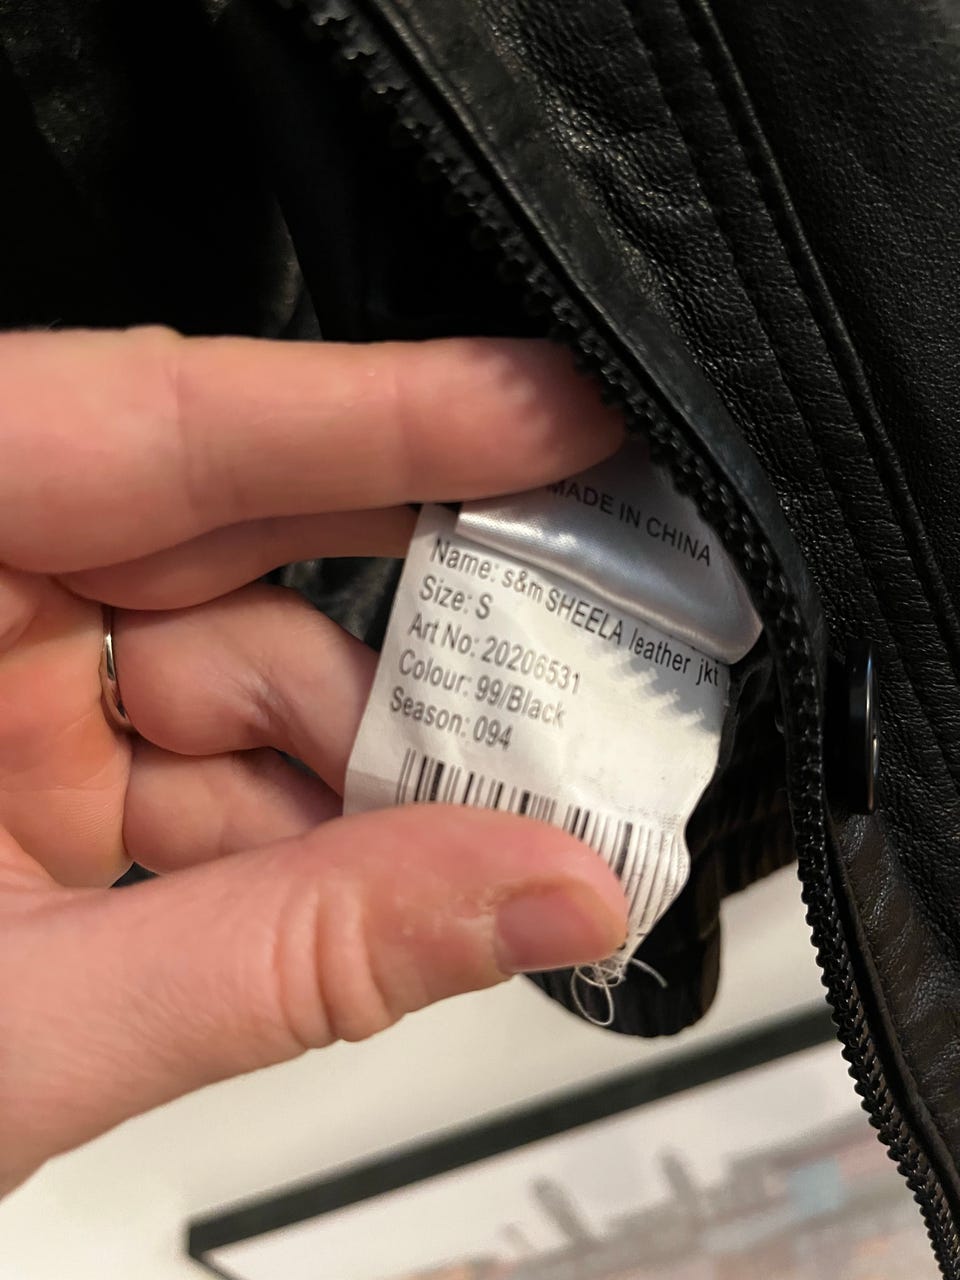 MADE IN CHINA
Name: s&m SHEELA leather jkt
Size: S
Art No: 20206531
Colour: 99/Black
Season: 094